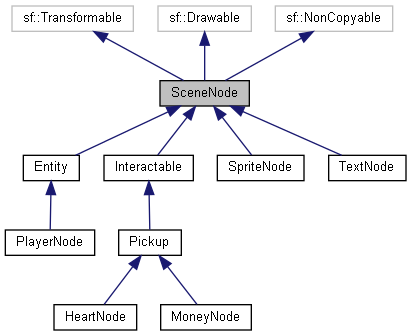 sf::Transformable
sf::Drawable
sf::NonCopyable
SceneNode
Entity
Interactable
SpriteNode
TextNode
PlayerNode
Pickup
HeartNode
MoneyNode